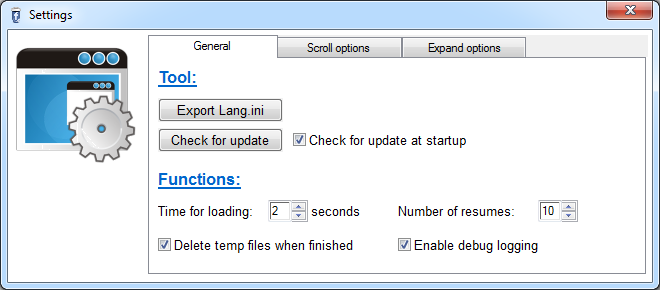 Settings
General Scroll options Expand options
Tool:
Export Lang.ini
Check for update Check for update at startup
Functions:
Time for loading: 2 seconds Number of resumes: 10
Delete temp files when finished Enable debug logging